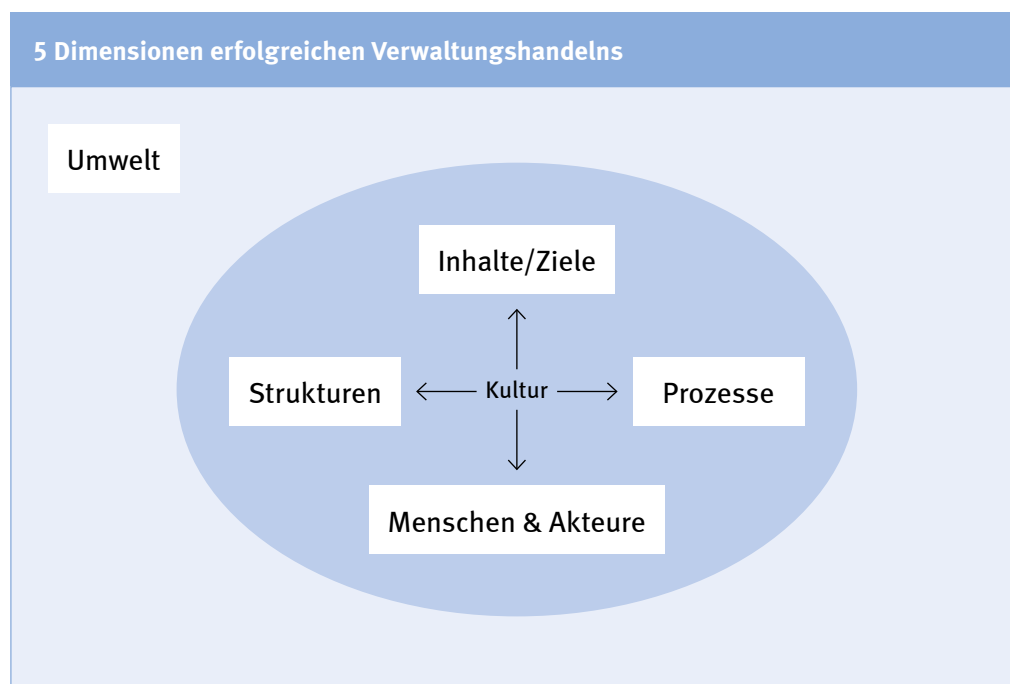 5 Dimensionen erfolgreichen Verwaltungshandelns
Umwelt
Inhalte/Ziele
Strukturen
Kultur
Prozesse
Menschen & Akteure